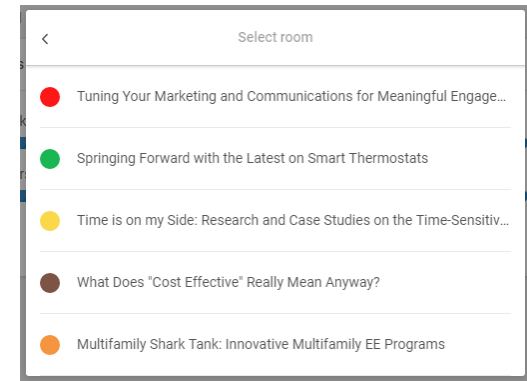 Select room
Tuning Your Marketing and Communications for Meaningful Engage...
Springing Forward with the Latest on Smart Thermostats
Time is on my Side: Research and Case Studies on the Time-Sensitiv...
What Does "Cost Effective" Really Mean Anyway?
Multifamily Shark Tank: Innovative Multifamily EE Programs